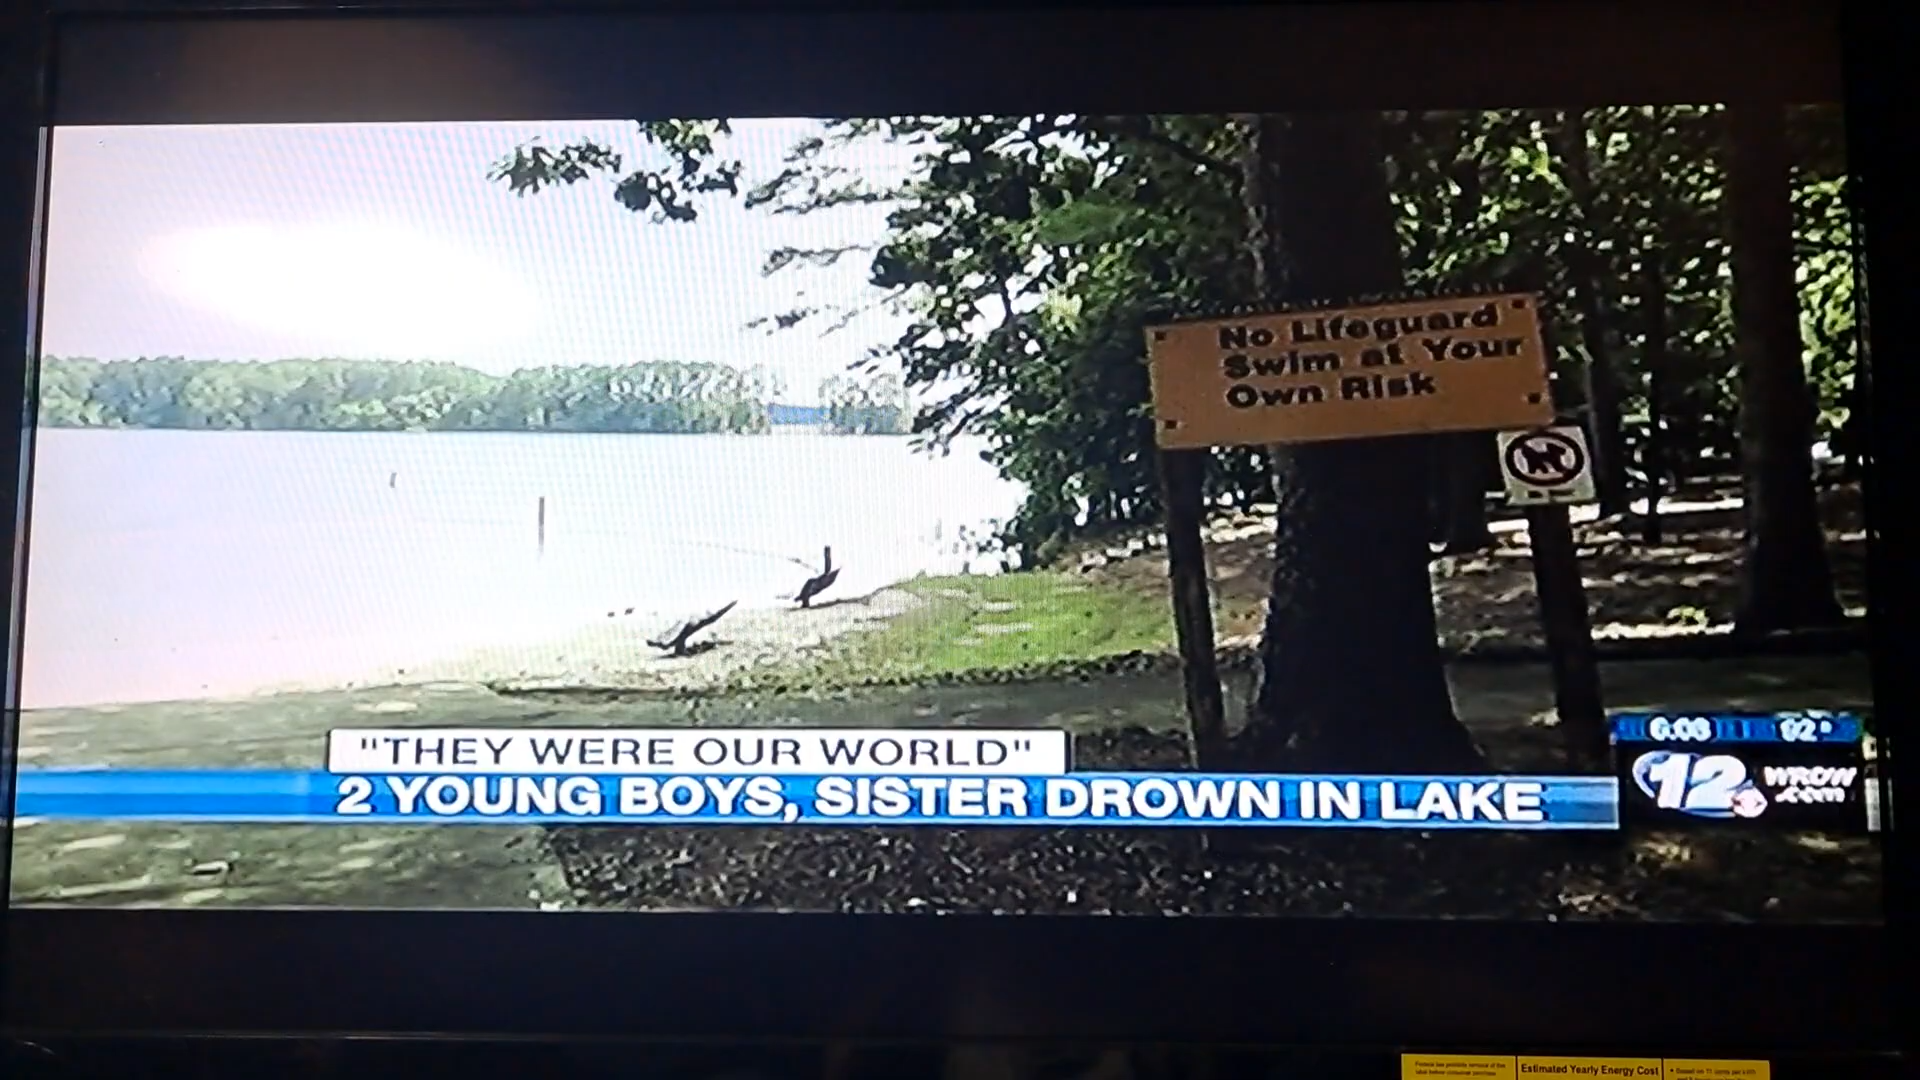 No Lifeguard
Swim at Your
Own Risk
"THEY WERE OUR WORLD"
2 YOUNG BOYS, SISTER DROWN IN LAKE
6:08 92°
12 WRDW
.com
Estimated Yearly Energy Cost